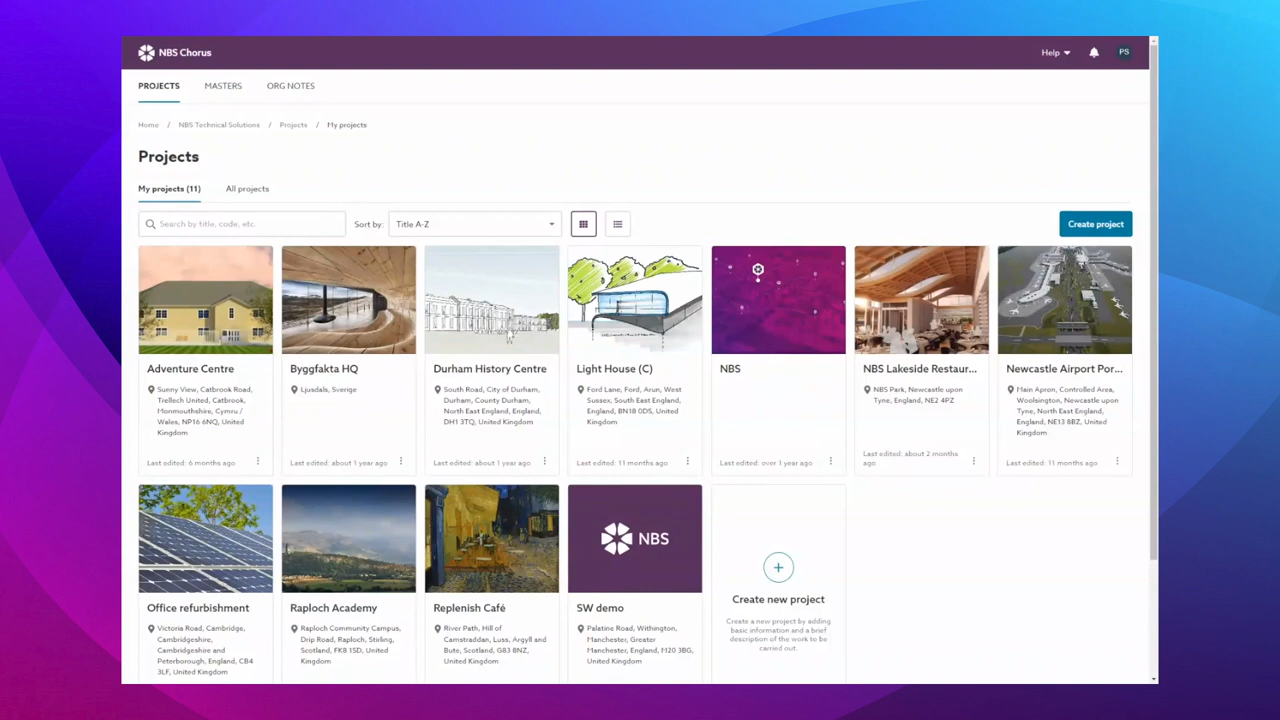 NBS Chorus
Help
PS
PROJECTS
MASTERS
ORG NOTES
Home / NBS Technical Solutions / Projects / My projects
Projects
My projects (11)
All projects
Search by title, code, etc.
Sort by:
Title A-Z
Create project
Adventure Centre
Sunny View, Catbrook Road,
Trellech United, Catbrook,
Monmouthshire, Cymru /
Wales, NP16 6NQ, United
Kingdom
Last edited: 6 months ago
Byggfakta HQ
Ljusdals, Sverige
Last edited: about 1 year ago
Durham History Centre
South Road, City of Durham,
Durham, County Durham,
North East England, England,
DH1 3TQ, United Kingdom
Last edited: about 1 year ago
Light House (C)
Ford Lane, Ford, Arun, West
Sussex, South East England,
England, BN18 0DS, United
Kingdom
Last edited: 11 months ago
NBS
Last edited: over 1 year ago
NBS Lakeside Restaur...
NBS Park, Newcastle upon
Tyne, England, NE2 4PZ
Last edited: about 2 months
ago
Newcastle Airport Por...
Main Apron, Controlled Area,
Woolsington, Newcastle upon
Tyne, North East England,
England, NE13 8BZ, United
Kingdom
Last edited: 11 months ago
Office refurbishment
Victoria Road, Cambridge,
Cambridgeshire,
Cambridgeshire and
Peterborough, England, CB4
3LF, United Kingdom
Raploch Academy
Raploch Community Campus,
Drip Road, Raploch, Stirling,
Scotland, FK8 1SD, United
Kingdom
Replenish Café
River Path, Hill of
Camstraddan, Luss, Argyll and
Bute, Scotland, G83 8NZ,
United Kingdom
NBS
SW demo
Palatine Road, Withington,
Manchester, Greater
Manchester, England, M20 3BG,
United Kingdom
Create new project
Create a new project by adding
basic information and a brief
description of the work to be
carried out.